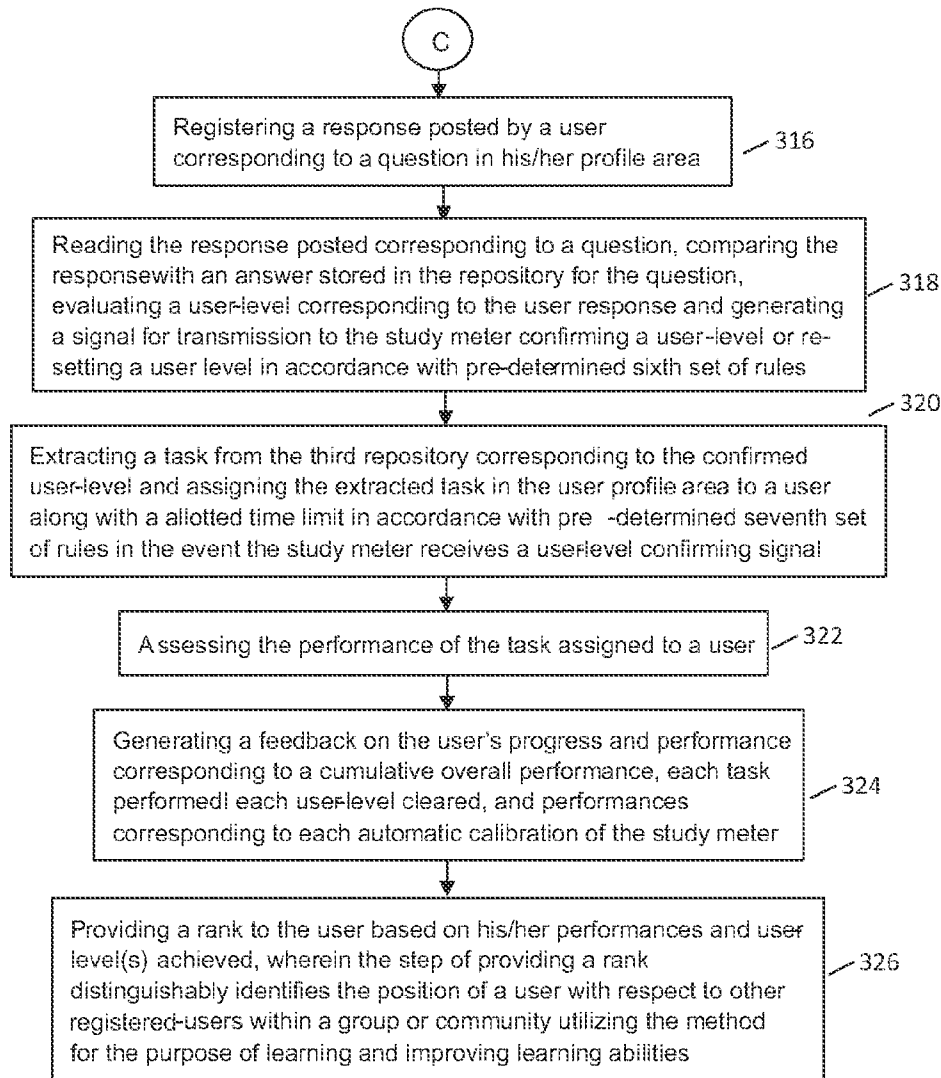 C
Registering a response posted by a user
corresponding to a question in his/her profile area
316
Reading the response posted corresponding to a question, comparing the
responsewith an answer stored in the repository for the question,
evaluating a user-level corresponding to the user response and generating
a signal for transmission to the study meter confirming a user-level or re-
setting a user level in accordance with pre-determined sixth set of rules
318
320
Extracting a task from the third repository corresponding to the confirmed
user-level and assigning the extracted task in the user profile area to a user
along with a allotted time limit in accordance with pre -determined seventh set
of rules in the event the study meter receives a user-level confirming signal
Assessing the performance of the task assigned to a user
322
Generating a feedback on the user's progress and performance
corresponding to a cumulative overall performance, each task
performedl each user-level cleared, and performances
corresponding to each automatic calibration of the study meter
324
Providing a rank to the user based on his/her performances and user-
level(s) achieved, wherein the step of providing a rank
distinguishably identifies the position of a user with respect to other
registered-users within a group or community utilizing the method
for the purpose of learning and improving learning abilities
326